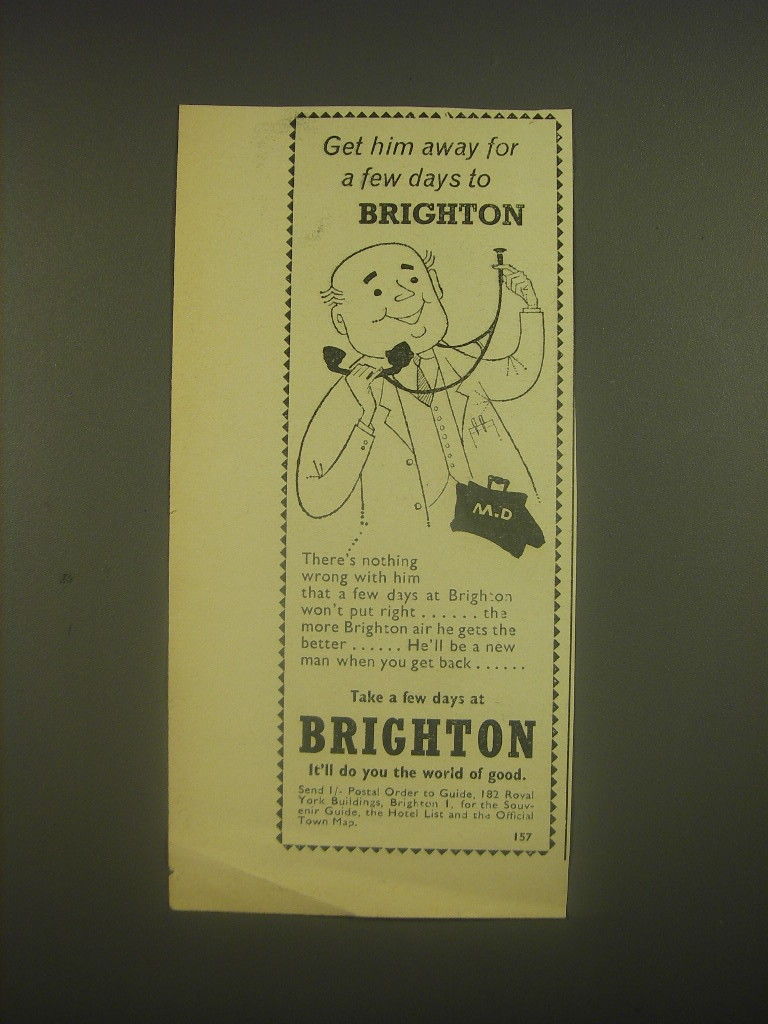 Get him away for
a few days to
BRIGHTON
M.D
There's nothing
wrong with him
that a few days at Brighton
won't put right ...... the
more Brighton air he gets the
better ...... He'll be a new
man when you get back ......
Take a few days at
BRIGHTON
It'll do you the world of good.
Send 1/- Postal Order to Guide, 182 Royal
York Buildings, Brighton 1, for the Souv-
enir Guide, the Hotel List and the Official
Town Map.
157